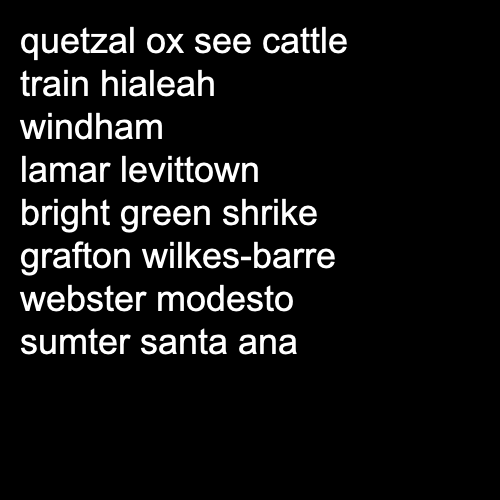 quetzal ox see cattle
train hialeah
windham
lamar levittown
bright green shrike
grafton wilkes-barre
webster modesto
sumter santa ana